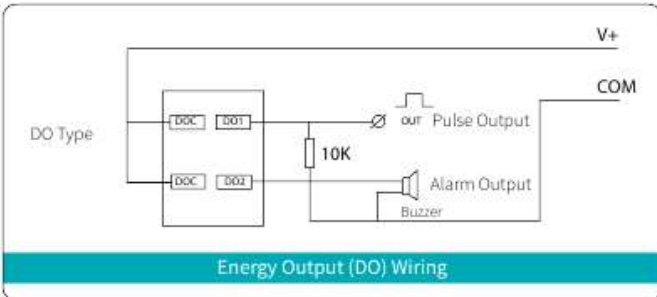 V+
COM
DOC DO1
OUT Pulse Output
DO Type
10K
DOC DO2
Alarm Output
Buzzer
Energy Output (DO) Wiring